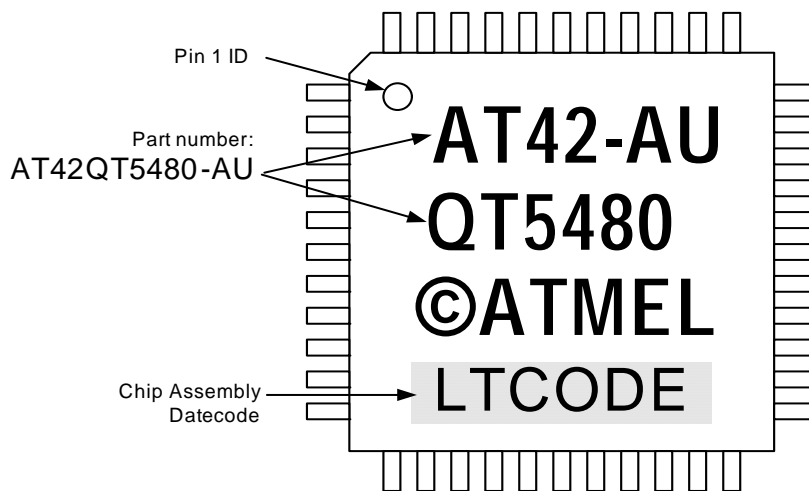 Pin 1 ID
Part number:
AT42QT5480-AU
AT42-AU
QT5480
©ATMEL
Chip Assembly
Datecode
LTCODE